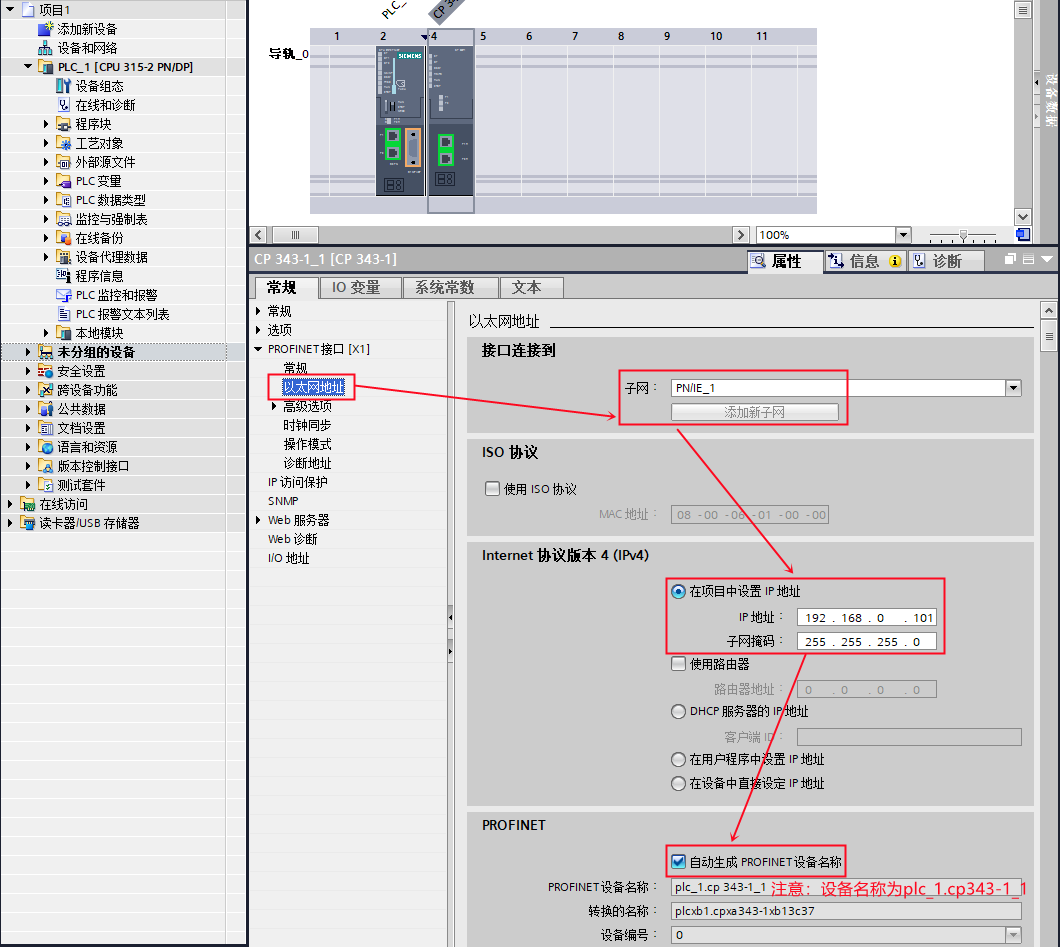 项目1
添加新设备
设备和网络
PLC_1 [CPU 315-2 PN/DP]
设备组态
在线和诊断
程序块
工艺对象
外部源文件
PLC 变量
PLC 数据类型
监控与强制表
在线备份
设备代理数据
程序信息
PLC 监控和报警
PLC 报警文本列表
本地模块
未分组的设备
安全设置
跨设备功能
公共数据
文档设置
语言和资源
版本控制接口
测试套件
在线访问
读卡器/USB 存储器
PLC_
CP 34
1 2 4 5 6 7 8 9 10 11
导轨_0
SIEMENS
设备数据
100%
CP 343-1_1 [CP 343-1]
属性 信息 诊断
常规 IO 变量 系统常数 文本
常规
选项
PROFINET接口 [X1]
常规
以太网地址
高级选项
时钟同步
操作模式
诊断地址
IP 访问保护
SNMP
Web 服务器
Web 诊断
I/O 地址
以太网地址
接口连接到
子网： PN/IE_1
添加新子网
ISO 协议
使用 ISO 协议
MAC 地址： 08 -00 -06 -01 -00 -00
Internet 协议版本 4 (IPv4)
在项目中设置 IP 地址
IP 地址： 192 . 168 . 0 . 101
子网掩码： 255 . 255 . 255 . 0
使用路由器
路由器地址： 0 . 0 . 0 . 0
DHCP 服务器的 IP 地址
客户端 ID：
在用户程序中设置 IP 地址
在设备中直接设定 IP 地址
PROFINET
自动生成 PROFINET设备名称
PROFINET设备名称： plc_1.cp 343-1_1 注意：设备名称为plc_1.cp343-1_1
转换的名称： plcxb1.cpxa343-1xb13c37
设备编号： 0